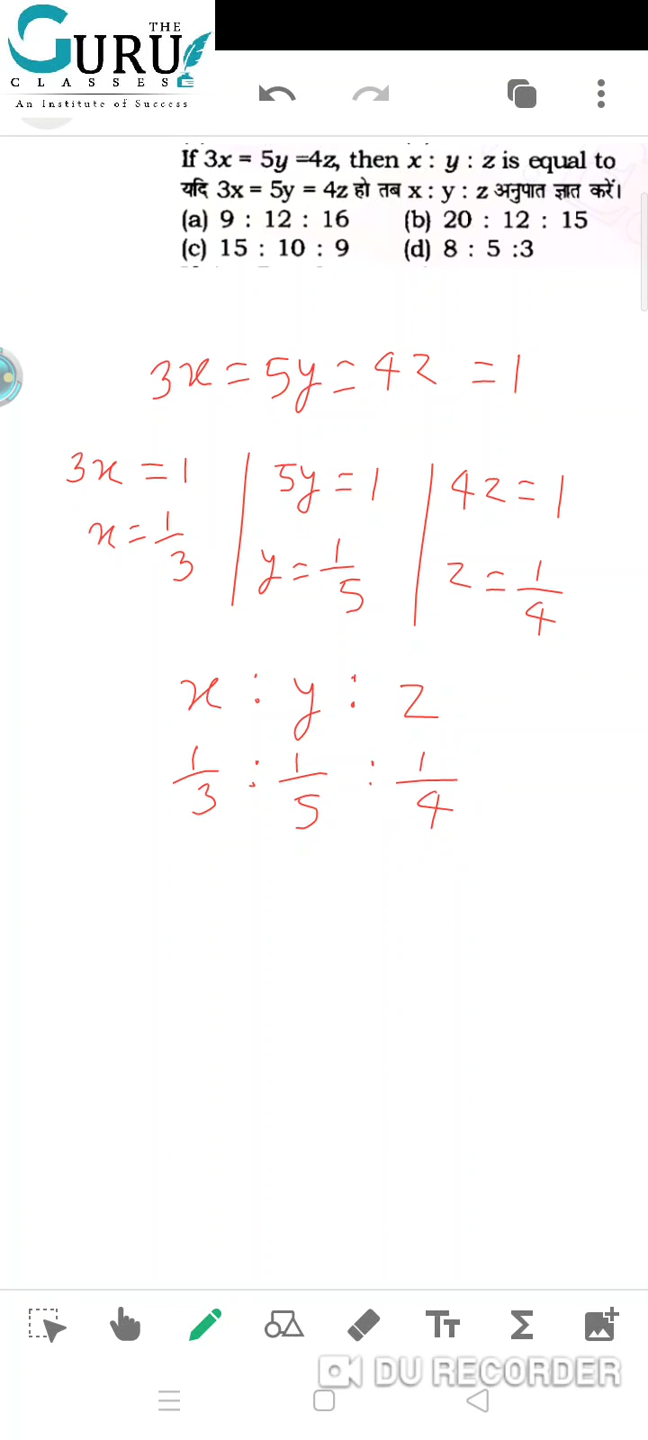 THE
GURU
CLASSES
An Institute of Success
If 3x = 5y =4z, then x : y : z is equal to
यदि 3x = 5y = 4z हो तब x : y : z अनुपात ज्ञात करें।
(a) 9 : 12 : 16 (b) 20 : 12 : 15
(c) 15 : 10 : 9 (d) 8 : 5 :3
3x = 5y = 4z = 1
3x = 1 | 5y = 1 | 4z = 1
x = 1/3 | y = 1/5 | z = 1/4
x : y : z
1/3 : 1/5 : 1/4
TT Σ
DU RECORDER